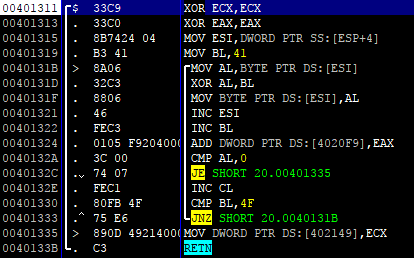 00401311 $ 33C9 XOR ECX,ECX
00401313 . 33C0 XOR EAX,EAX
00401315 . 8B7424 04 MOV ESI,DWORD PTR SS:[ESP+4]
00401319 . B3 41 MOV BL,41
0040131B > 8A06 MOV AL,BYTE PTR DS:[ESI]
0040131D . 32C3 XOR AL,BL
0040131F . 8806 MOV BYTE PTR DS:[ESI],AL
00401321 . 46 INC ESI
00401322 . FEC3 INC BL
00401324 . 0105 F9204000 ADD DWORD PTR DS:[4020F9],EAX
0040132A . 3C 00 CMP AL,0
0040132C . 74 07 JE SHORT 20.00401335
0040132E . FEC1 INC CL
00401330 . 80FB 4F CMP BL,4F
00401333 .^ 75 E6 JNZ SHORT 20.0040131B
00401335 > 890D 49214000 MOV DWORD PTR DS:[402149],ECX
0040133B . C3 RETN